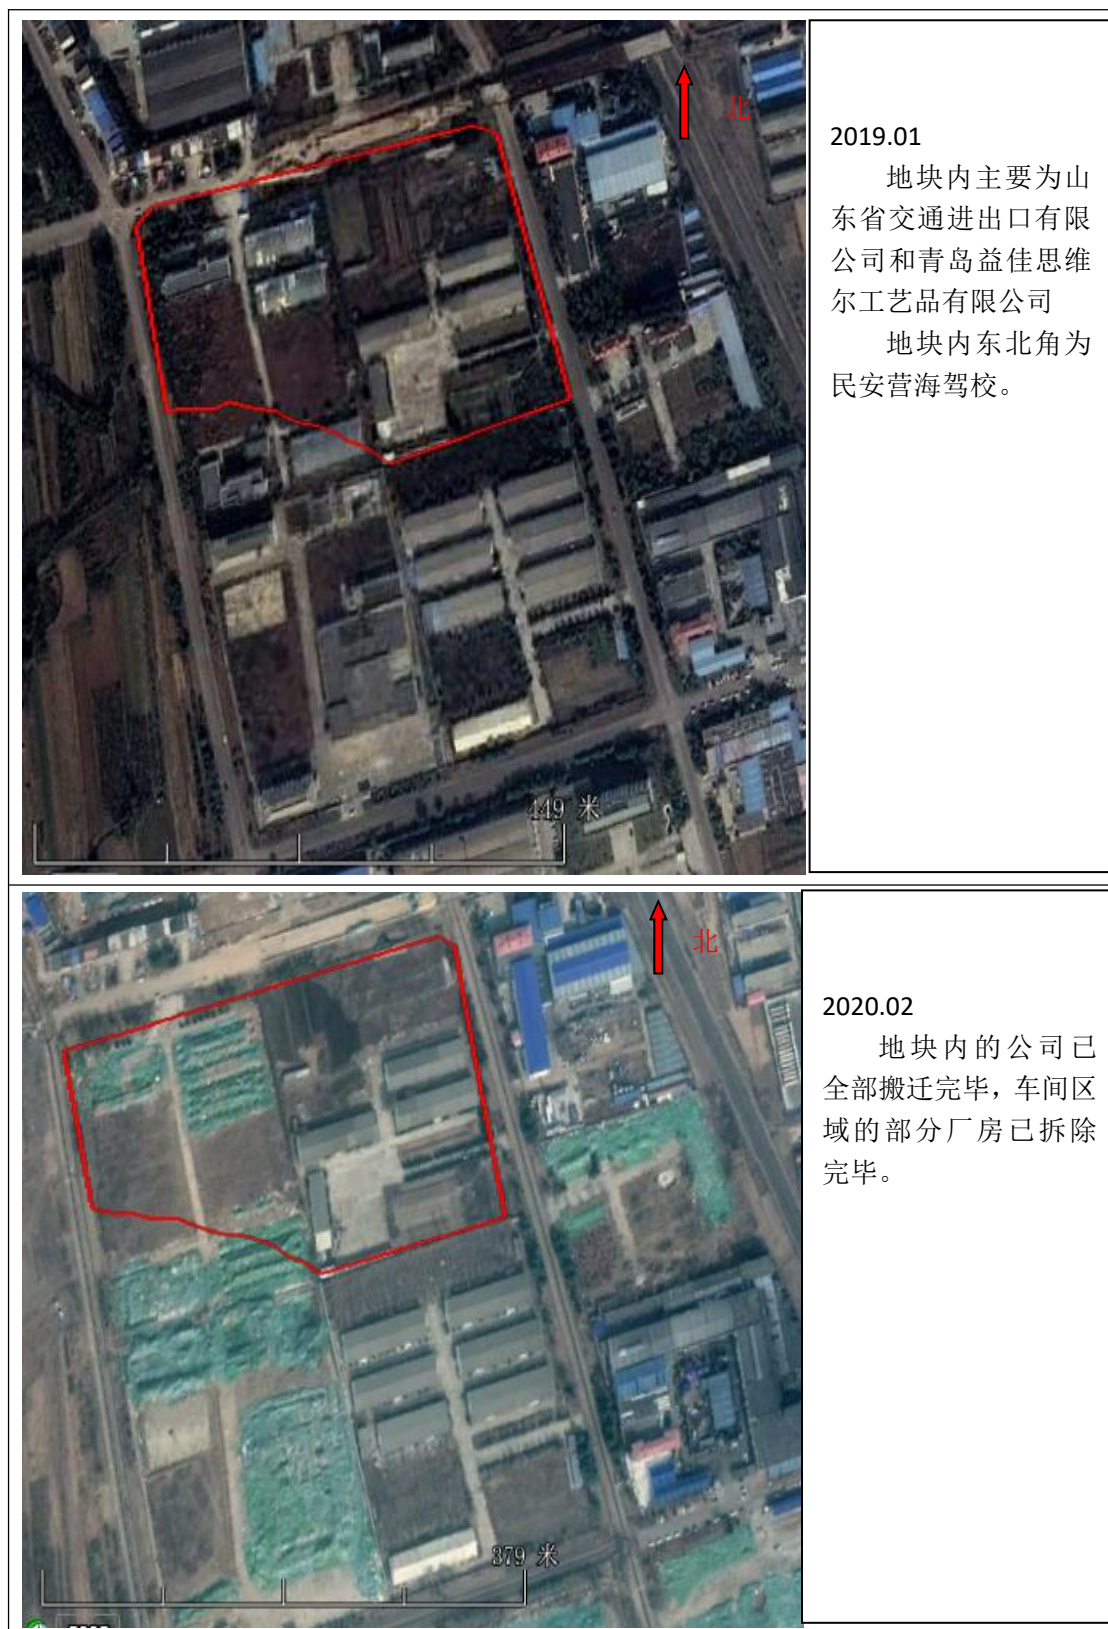 北
2019.01
地块内主要为山
东省交通进出口有限
公司和青岛益佳思维
尔工艺品有限公司
地块内东北角为
民安营海驾校。
449 米
北
2020.02
地块内的公司已
全部搬迁完毕，车间区
域的部分厂房已拆除
完毕。
379 米